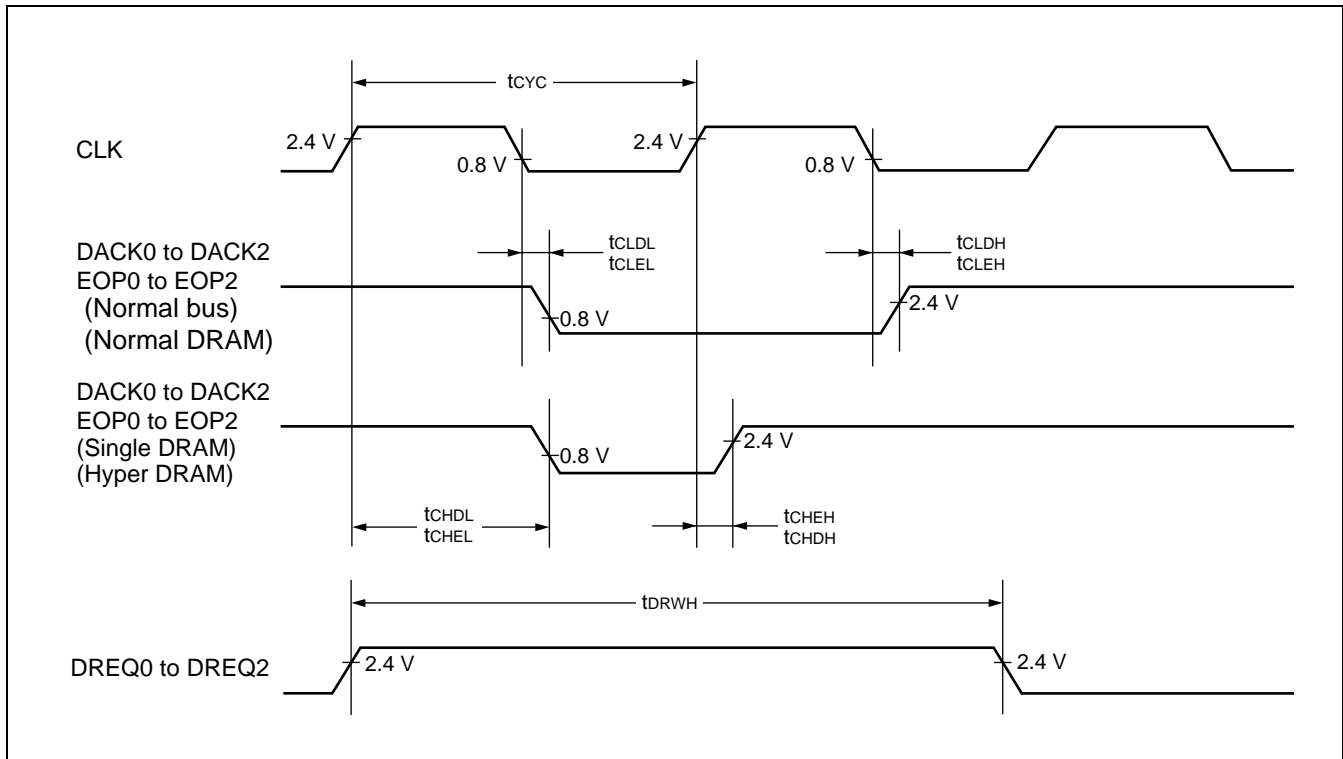 tCYC
CLK
2.4 V
0.8 V
2.4 V
0.8 V
DACK0 to DACK2
EOP0 to EOP2
(Normal bus)
(Normal DRAM)
tCLDL
tCLEL
tCLDH
tCLEH
0.8 V
2.4 V
DACK0 to DACK2
EOP0 to EOP2
(Single DRAM)
(Hyper DRAM)
0.8 V
2.4 V
tCHDL
tCHEL
tCHEH
tCHDH
tDRWH
DREQ0 to DREQ2
2.4 V
2.4 V